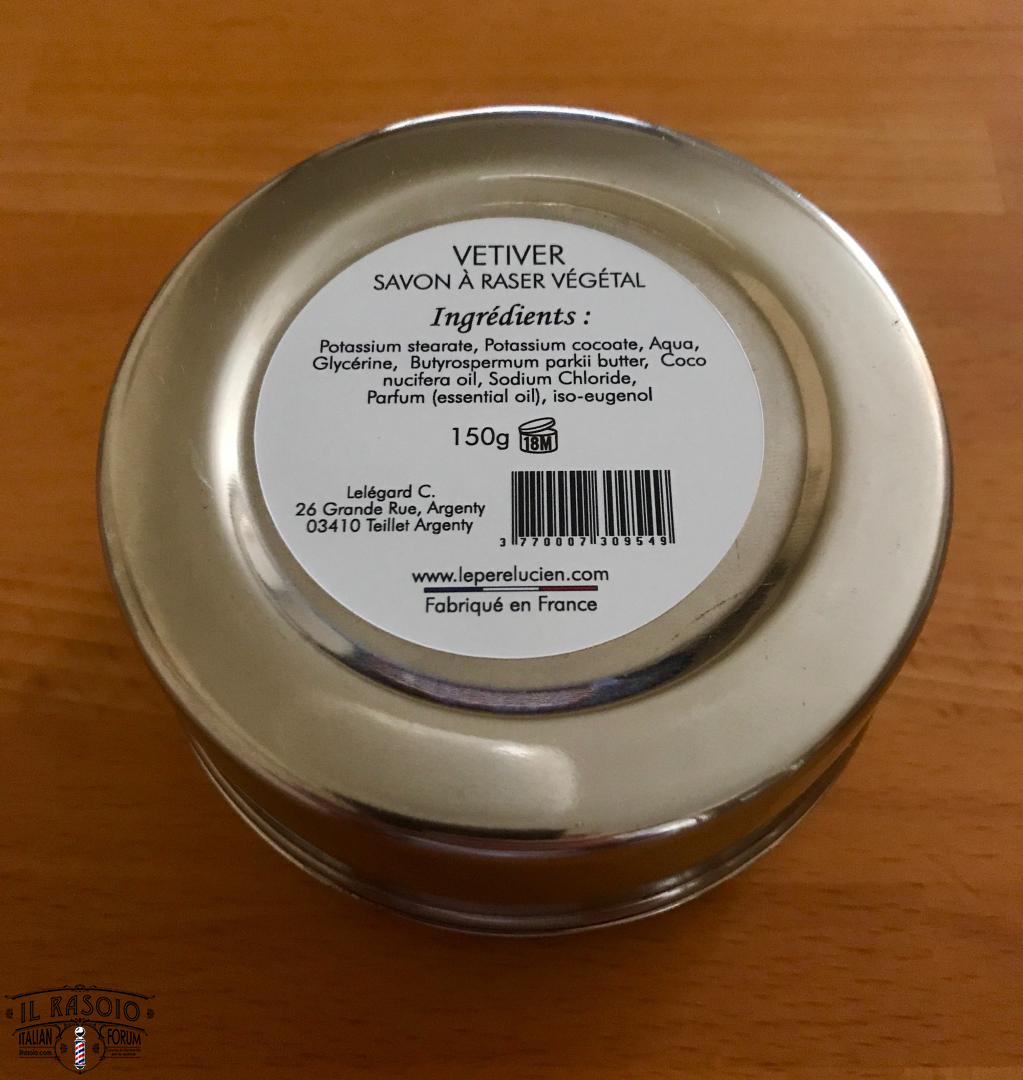 VETIVER
SAVON À RASER VÉGÉTAL
Ingrédients :
Potassium stearate, Potassium cocoate, Aqua,
Glycérine, Butyrospermum parkii butter, Coco
nucifera oil, Sodium Chloride,
Parfum (essential oil), iso-eugenol
150g 18M
Lelégard C.
26 Grande Rue, Argenty
03410 Teillet Argenty
3 770007 309549
www.leperelucien.com
Fabriqué en France
IL RASOIO
ITALIAN FORUM
ilrasoio.com